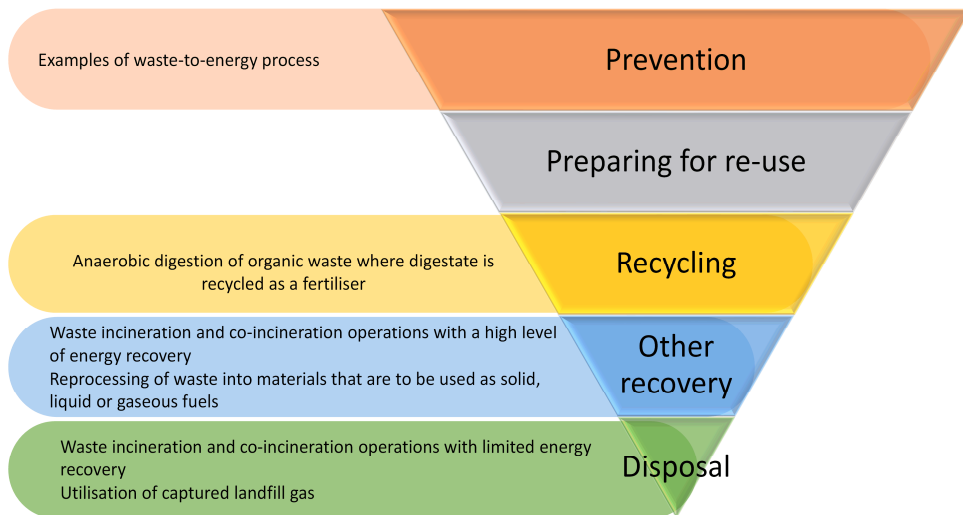 Examples of waste-to-energy process
Prevention
Preparing for re-use
Anaerobic digestion of organic waste where digestate is
recycled as a fertiliser
Recycling
Waste incineration and co-incineration operations with a high level
of energy recovery
Reprocessing of waste into materials that are to be used as solid,
liquid or gaseous fuels
Other
recovery
Waste incineration and co-incineration operations with limited energy
recovery
Utilisation of captured landfill gas
Disposal